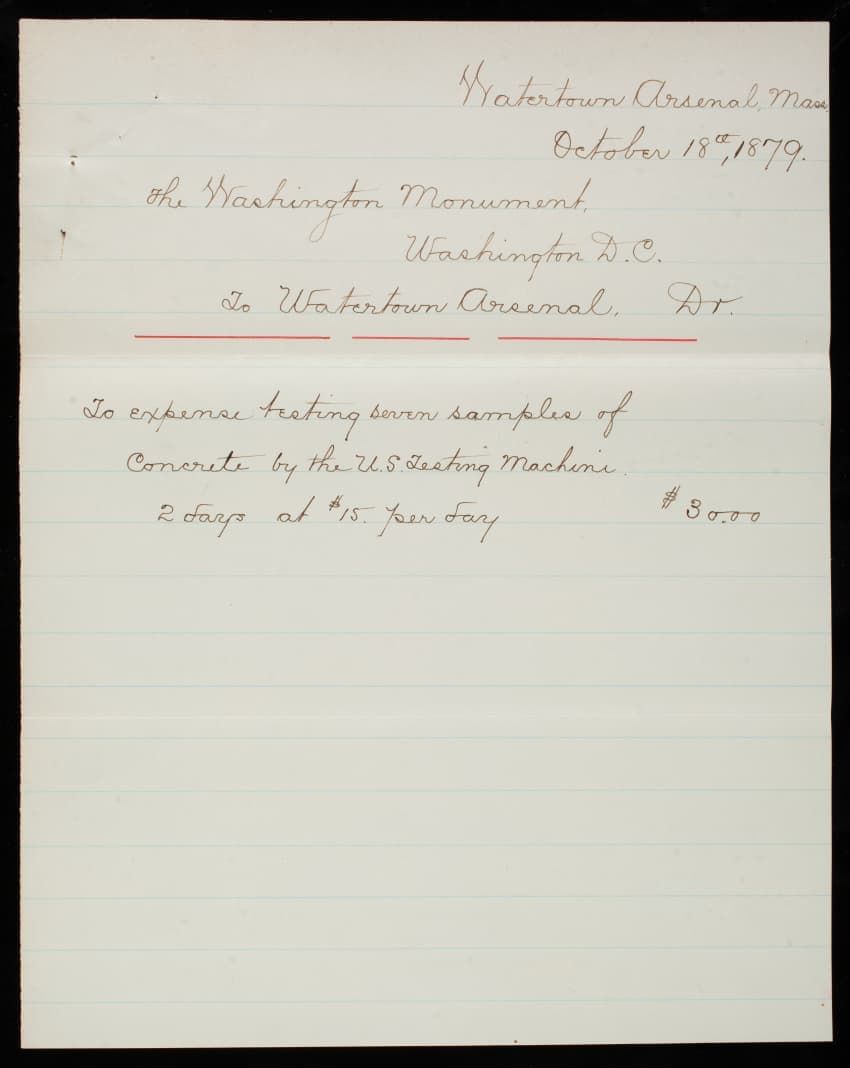 Watertown Arsenal, Mass.
October 18th, 1879.
The Washington Monument,
Washington D.C.
To Watertown Arsenal, Dr.
To expense testing seven samples of
Concrete by the U.S. Testing Machine.
2 days at $15. per day $30.00